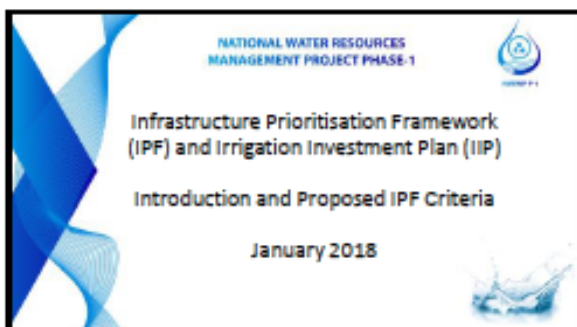 NATIONAL WATER RESOURCES
MANAGEMENT PROJECT PHASE-1
Infrastructure Prioritisation Framework
(IPF) and Irrigation Investment Plan (IIP)
Introduction and Proposed IPF Criteria
January 2018